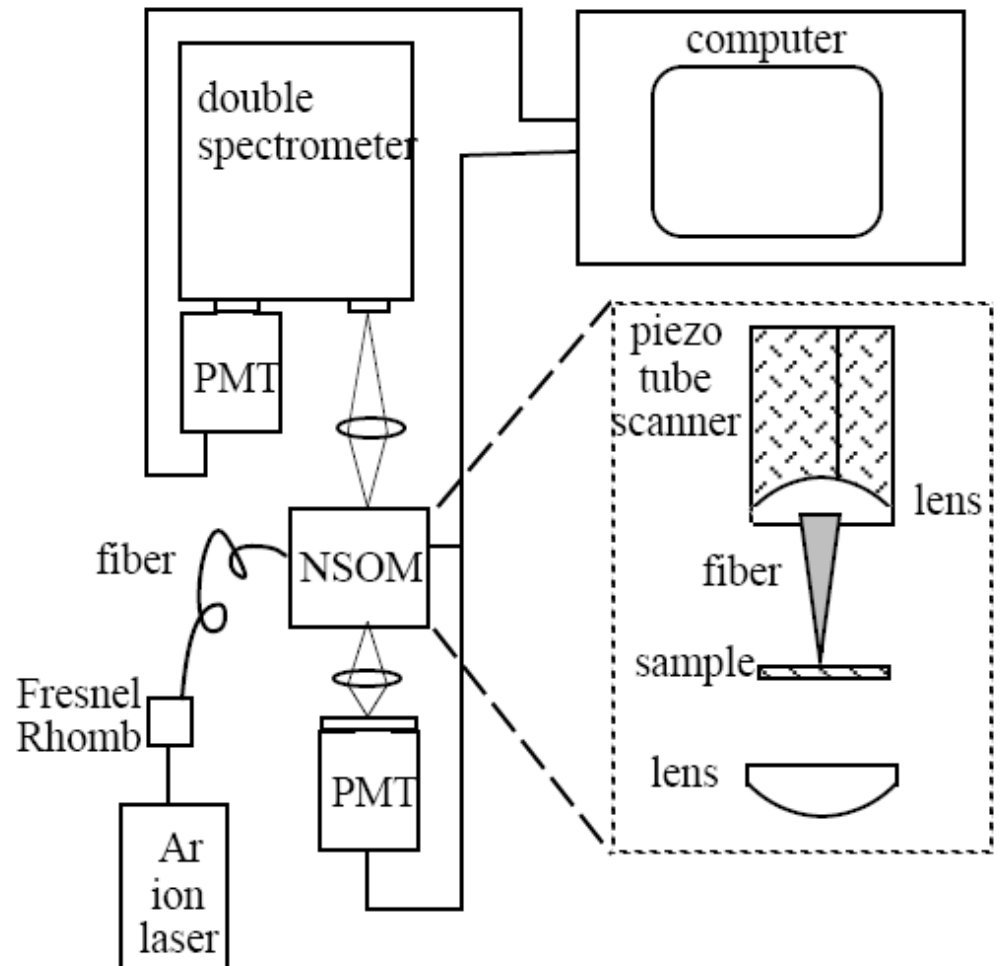 computer
double
spectrometer
PMT
piezo
tube
scanner
lens
fiber
NSOM
fiber
sample
Fresnel
Rhomb
lens
PMT
Ar
ion
laser